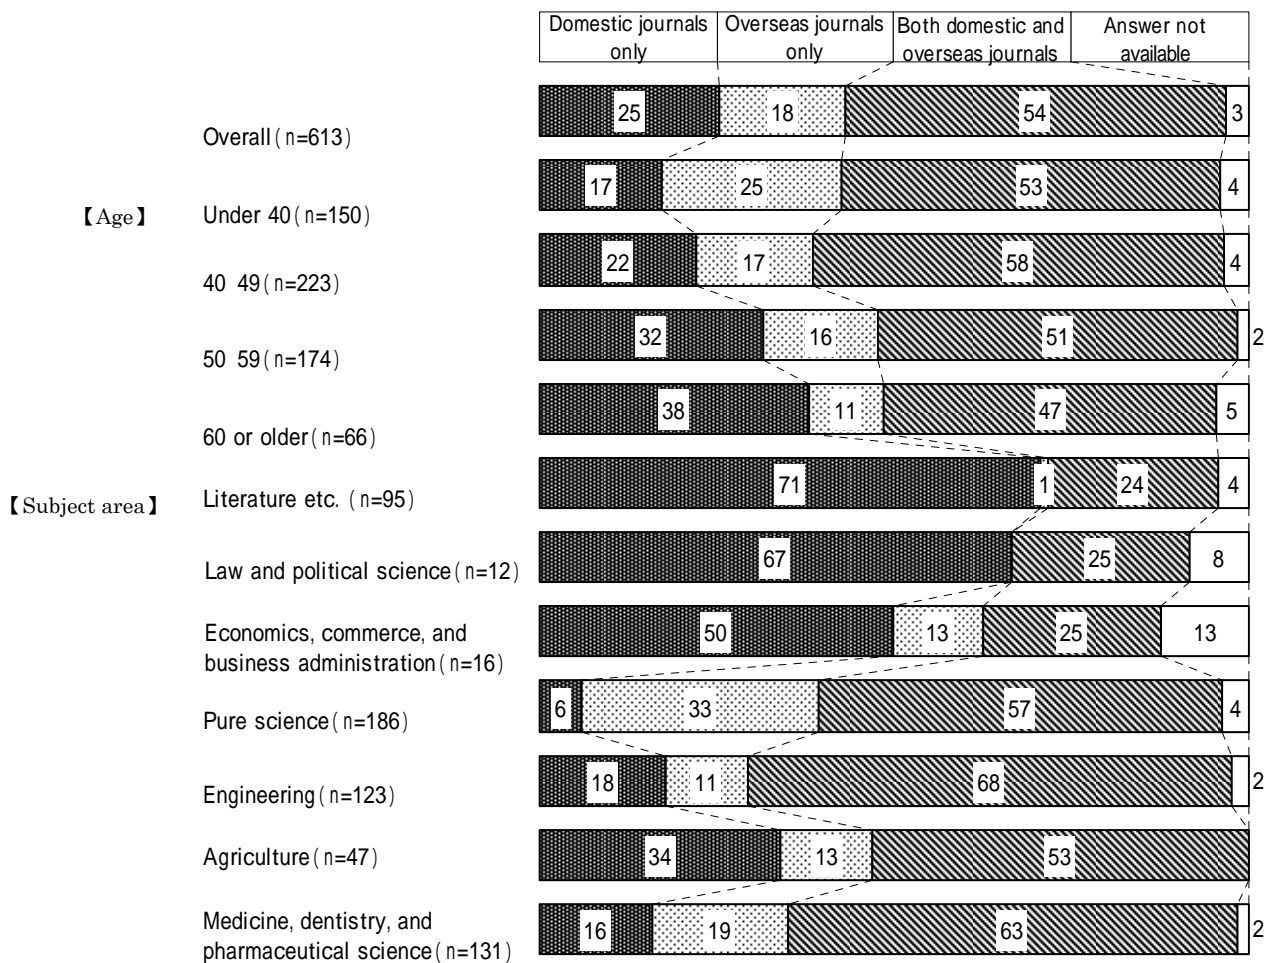 Domestic journals only
Overseas journals only
Both domestic and overseas journals
Answer not available
Overall(n=613)
25 18 54 3
【Age】 Under 40(n=150)
17 25 53 4
40 49(n=223)
22 17 58 4
50 59(n=174)
32 16 51 2
60 or older(n=66)
38 11 47 5
【Subject area】 Literature etc. (n=95)
71 1 24 4
Law and political science(n=12)
67 25 8
Economics, commerce, and
business administration(n=16)
50 13 25 13
Pure science(n=186)
6 33 57 4
Engineering(n=123)
18 11 68 2
Agriculture(n=47)
34 13 53
Medicine, dentistry, and
pharmaceutical science(n=131)
16 19 63 2